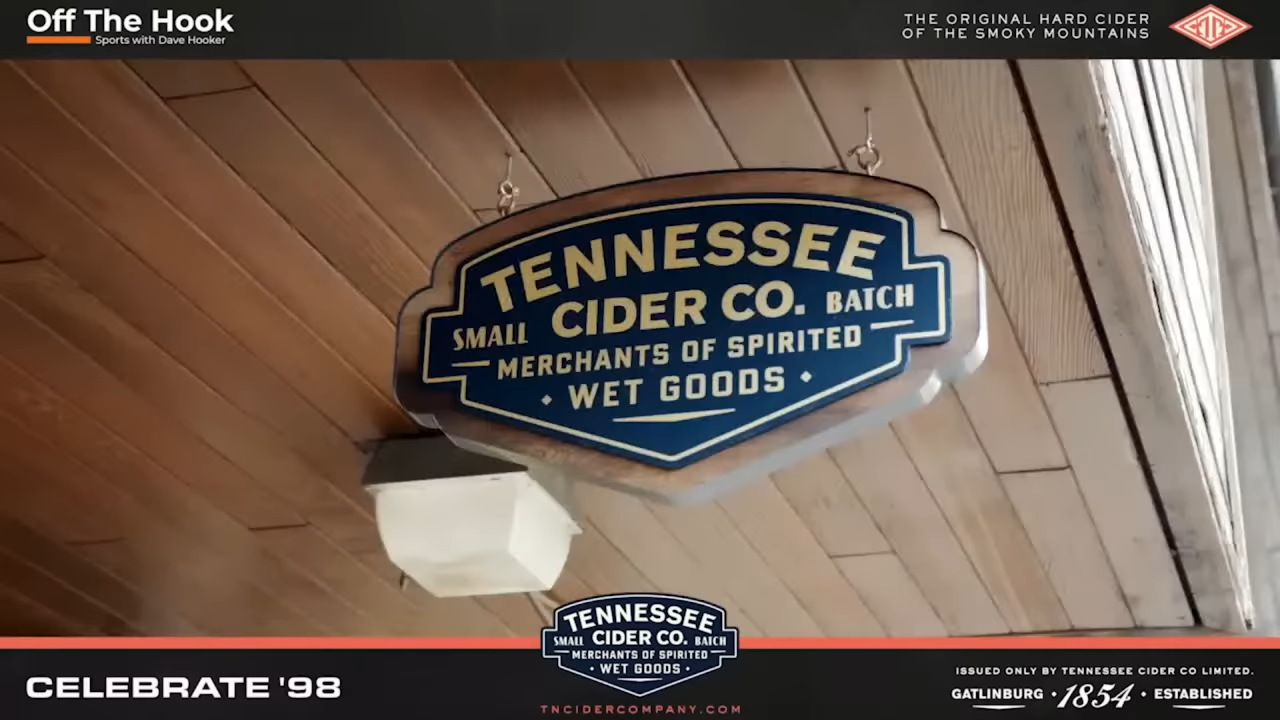 Off The Hook
Sports with Dave Hooker
THE ORIGINAL HARD CIDER
OF THE SMOKY MOUNTAINS
TENNESSEE
SMALL CIDER CO. BATCH
MERCHANTS OF SPIRITED
WET GOODS
TENNESSEE
SMALL CIDER CO. BATCH
MERCHANTS OF SPIRITED
WET GOODS
TNCIDERCOMPANY.COM
CELEBRATE '98
ISSUED ONLY BY TENNESSEE CIDER CO LIMITED.
GATLINBURG · 1854 · ESTABLISHED